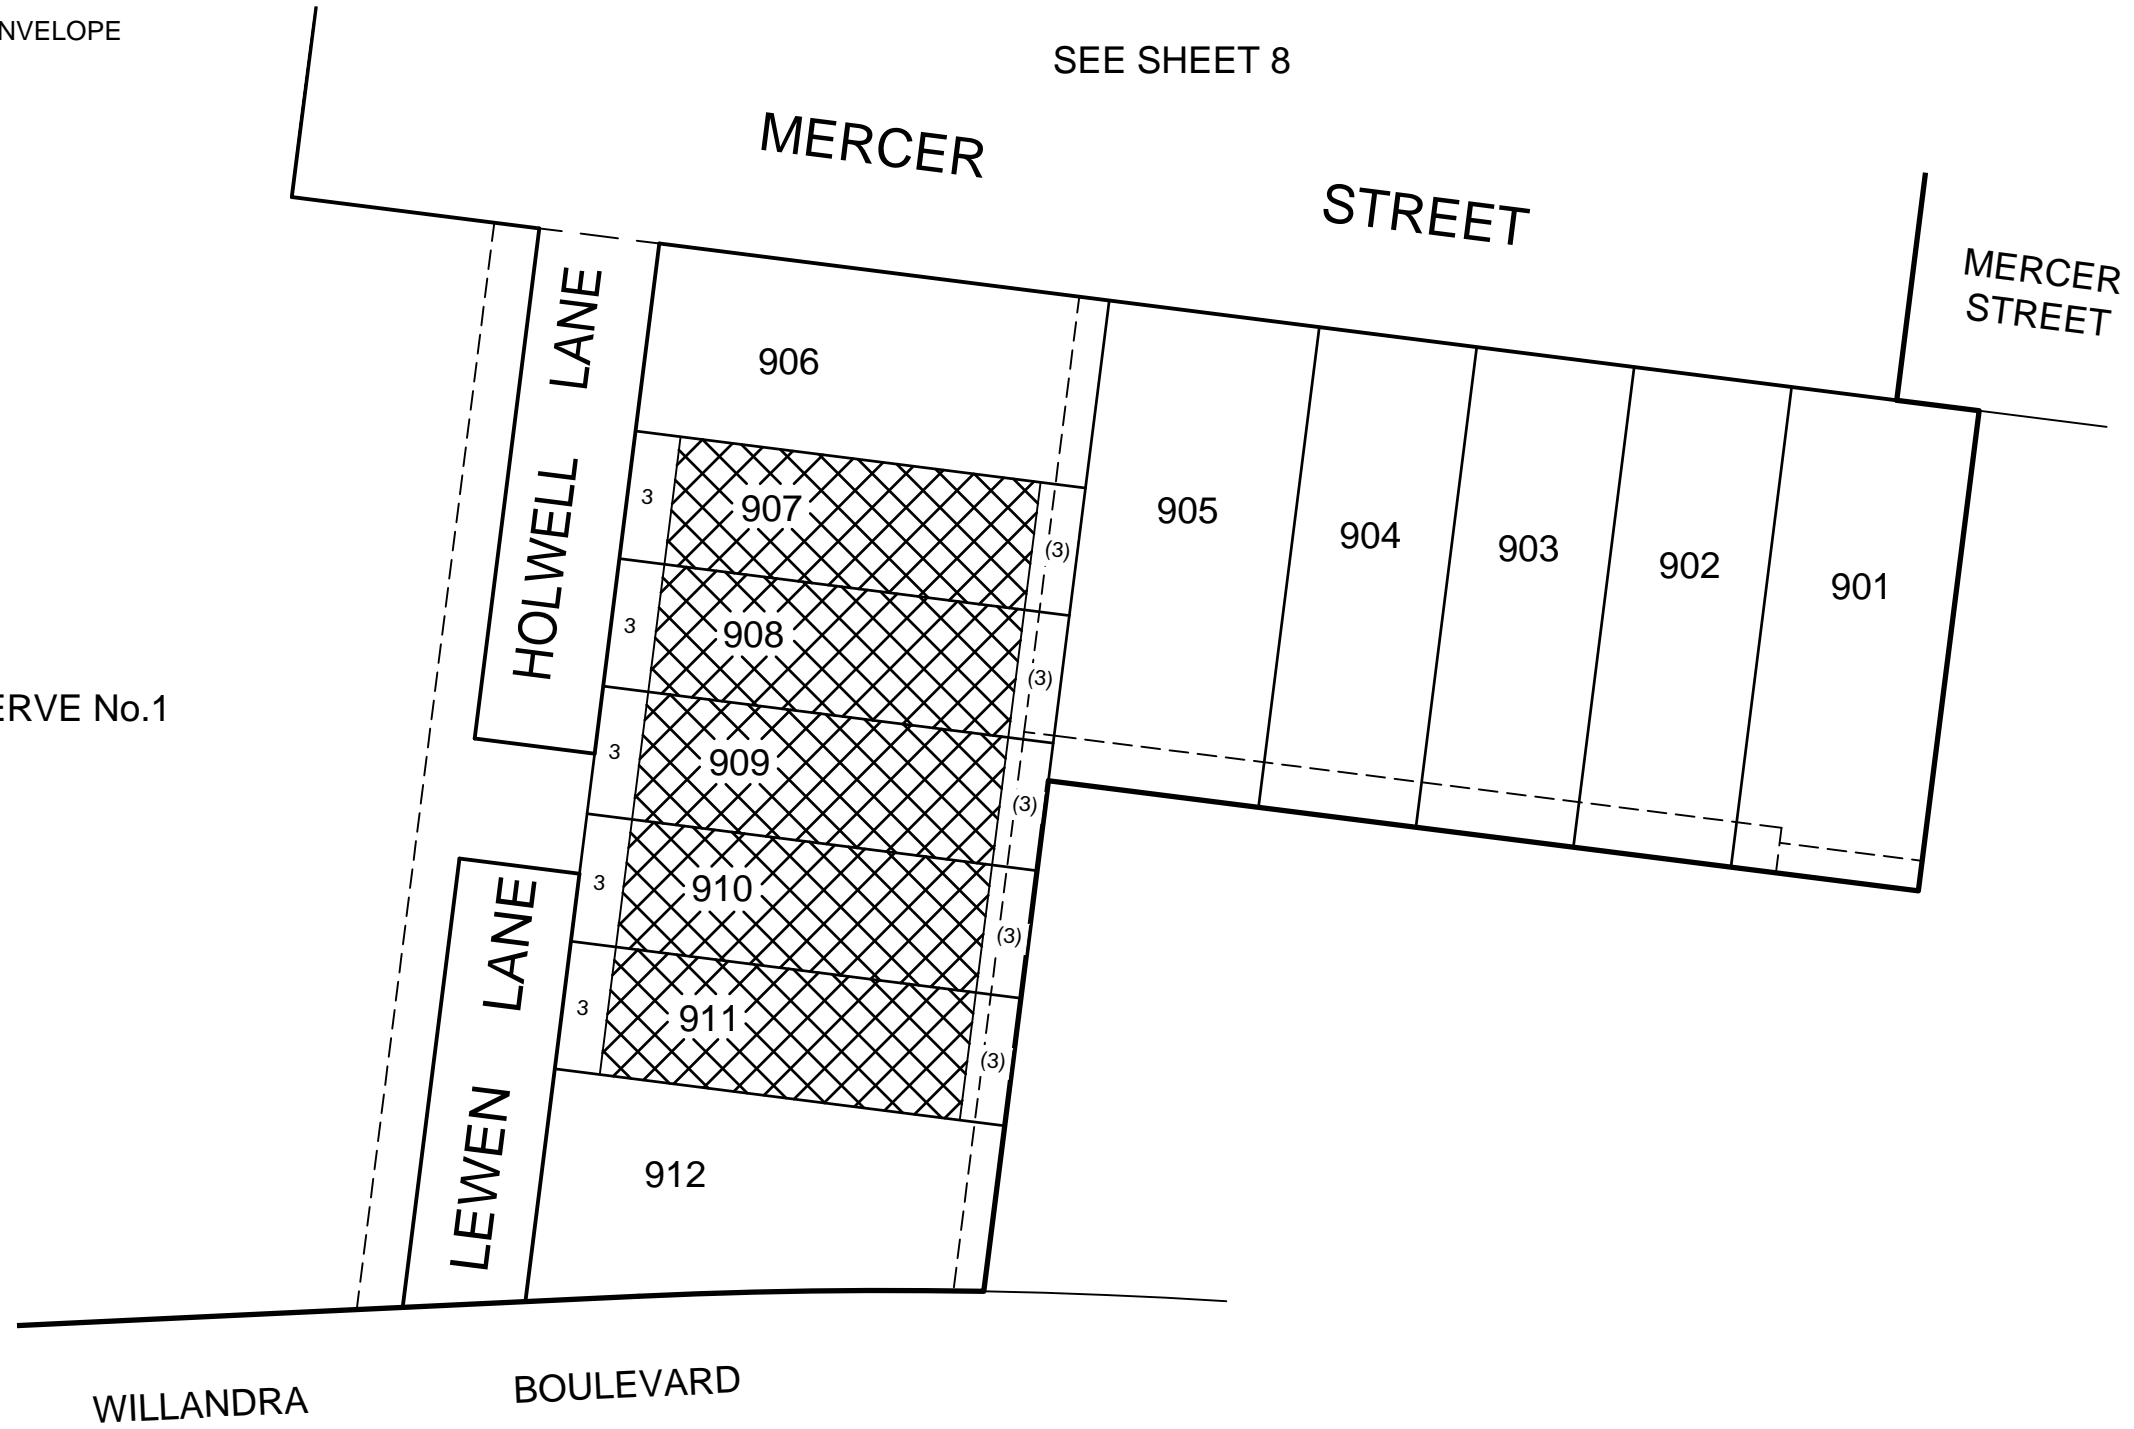 NVELOPE
SEE SHEET 8
MERCER STREET
MERCER
STREET
HOLWELL LANE
906
907
3
(3)
908
3
(3)
909
3
(3)
910
3
(3)
911
3
(3)
912
905
904
903
902
901
ERVE No.1
LEWEN LANE
WILLANDRA BOULEVARD